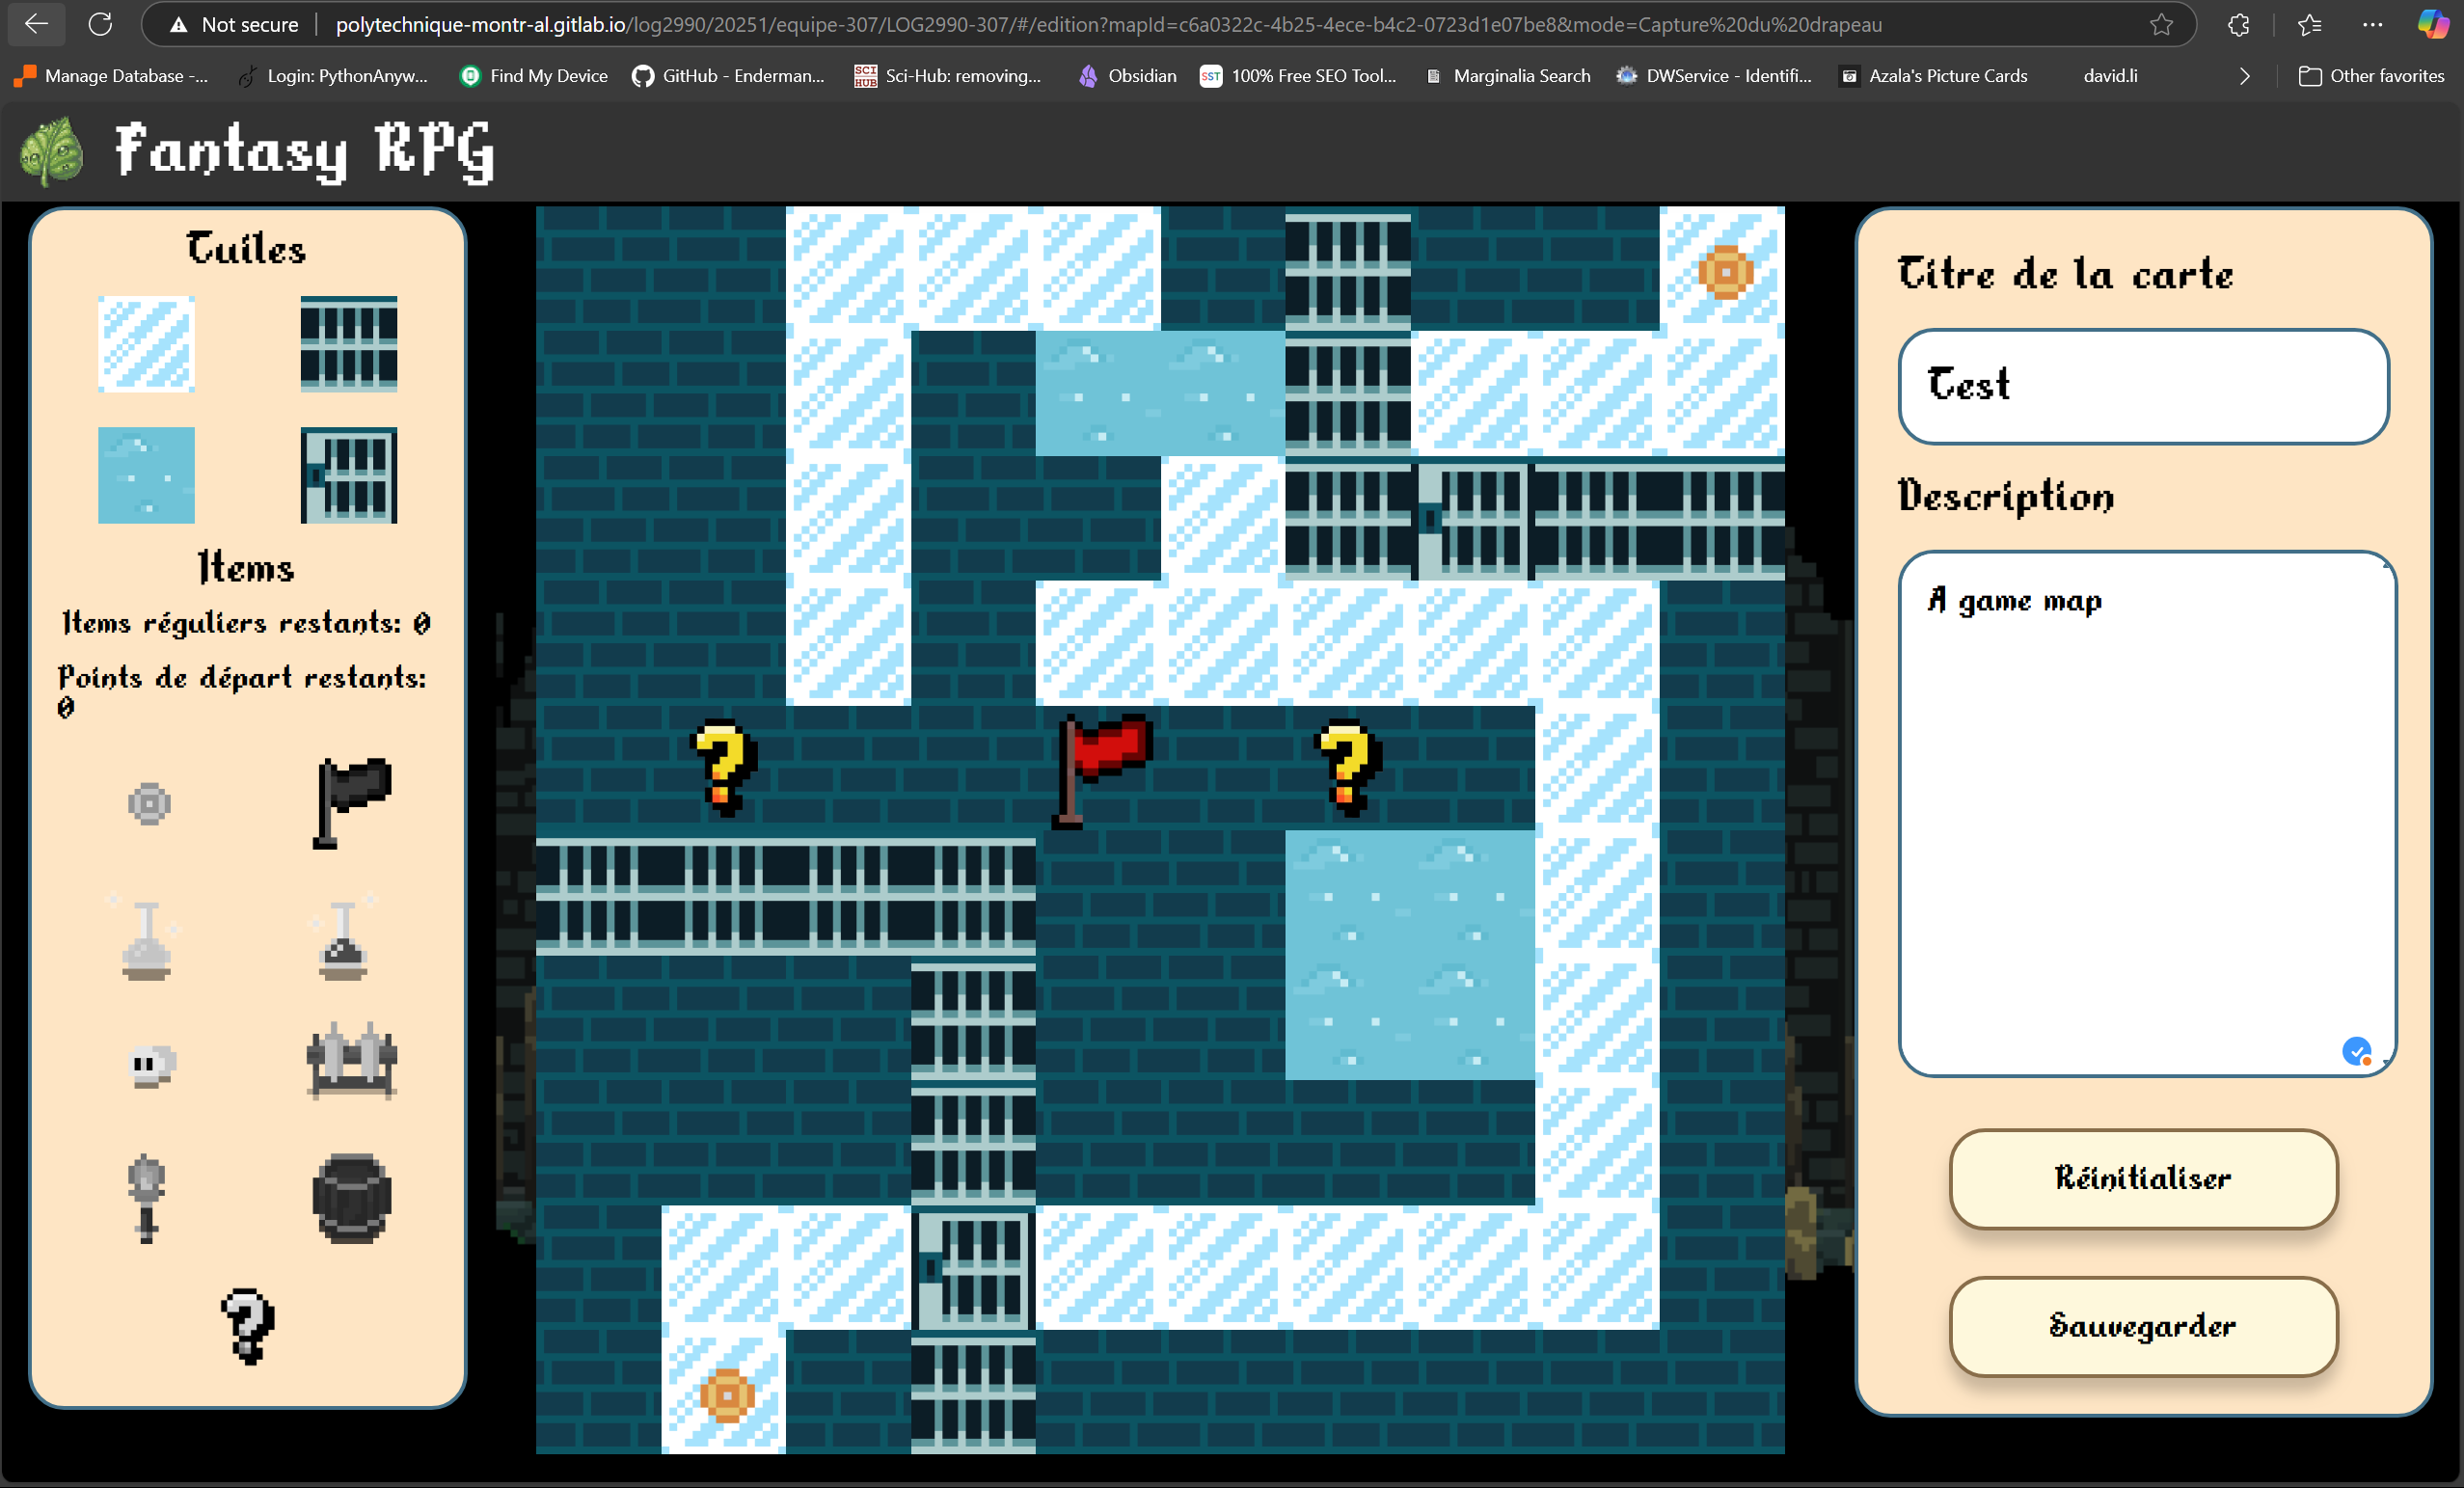 Not secure
polytechnique-montr-al.gitlab.io/log2990/20251/equipe-307/LOG2990-307/#/edition?mapId=c6a0322c-4b25-4ece-b4c2-0723d1e07be8&mode=Capture%20du%20drapeau
Manage Database -...
Login: PythonAnyw...
Find My Device
GitHub - Enderman...
SCI HUB
Sci-Hub: removing...
Obsidian
SST
100% Free SEO Tool...
Marginalia Search
DWService - Identifi...
Azala's Picture Cards
david.li
Other favorites
Fantasy RPG
Tuiles
Items
Items réguliers restants: 0
Points de départ restants:
0
Titre de la carte
Test
Description
A game map
Réinitialiser
Sauvegarder